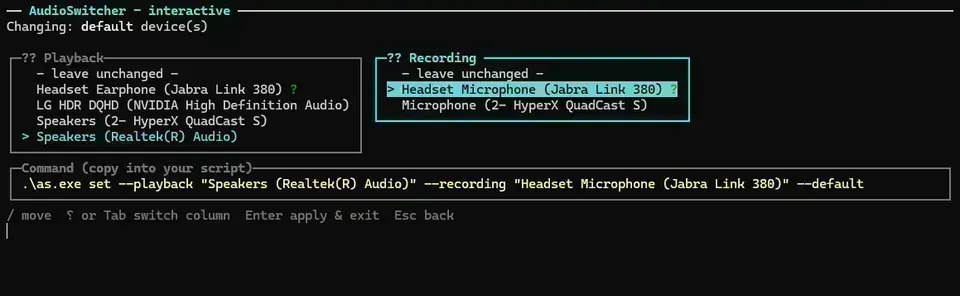 AudioSwitcher - interactive
Changing: default device(s)
?? Playback
- leave unchanged -
Headset Earphone (Jabra Link 380) ?
LG HDR DQHD (NVIDIA High Definition Audio)
Speakers (2- HyperX QuadCast S)
> Speakers (Realtek(R) Audio)
?? Recording
- leave unchanged -
> Headset Microphone (Jabra Link 380) ?
Microphone (2- HyperX QuadCast S)
Command (copy into your script)
.\as.exe set --playback "Speakers (Realtek(R) Audio)" --recording "Headset Microphone (Jabra Link 380)" --default
/ move ⸮ or Tab switch column Enter apply & exit Esc back